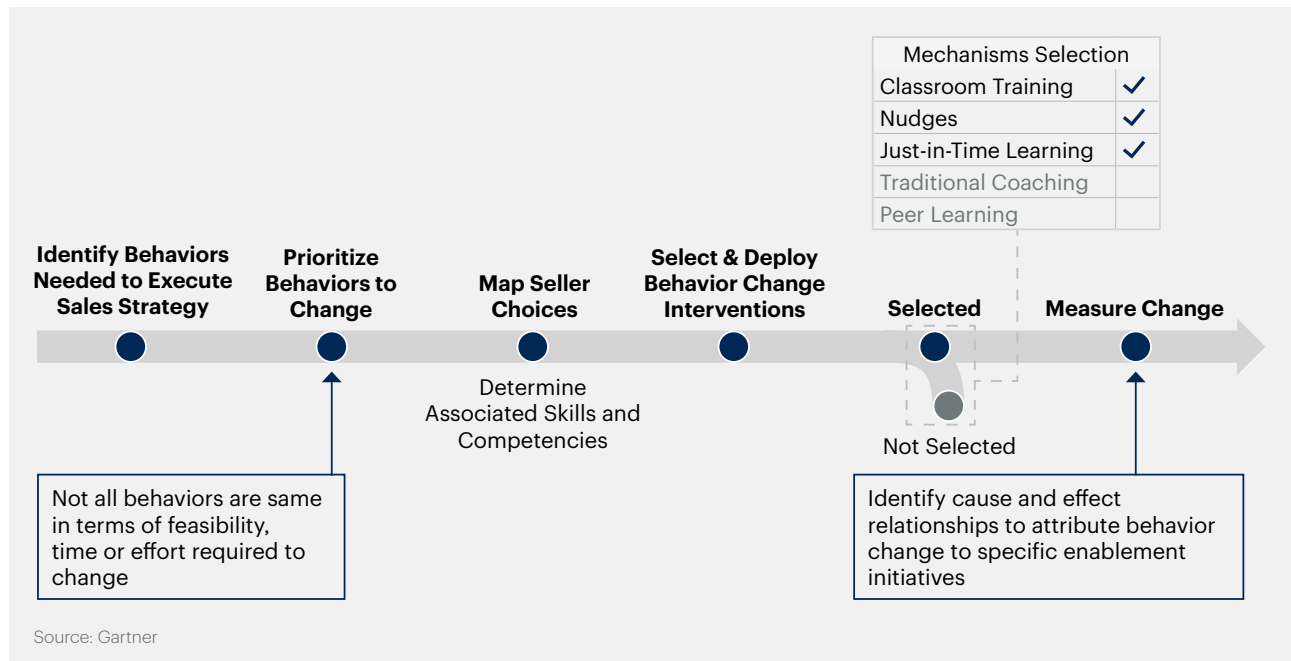 Mechanisms Selection
Classroom Training
Nudges
Just-in-Time Learning
Traditional Coaching
Peer Learning
Identify Behaviors
Needed to Execute
Sales Strategy
Prioritize
Behaviors to
Change
Map Seller
Choices
Select & Deploy
Behavior Change
Interventions
Selected
Measure Change
Determine
Associated Skills and
Competencies
Not Selected
Not all behaviors are same
in terms of feasibility,
time or effort required to
change
Identify cause and effect
relationships to attribute behavior
change to specific enablement
initiatives
Source: Gartner